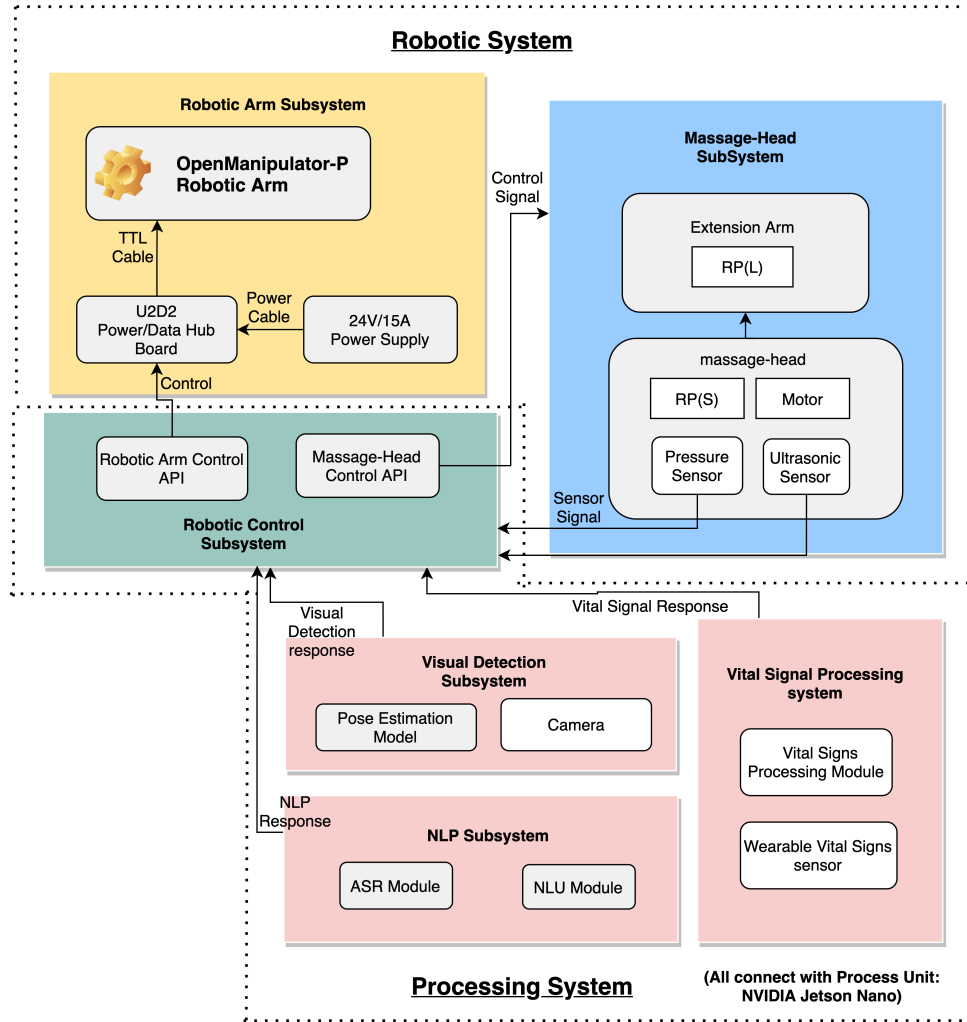 Robotic System
Robotic Arm Subsystem
OpenManipulator-P
Robotic Arm
TTL
Cable
U2D2
Power/Data Hub
Board
Power
Cable
24V/15A
Power Supply
Control
Control
Signal
Massage-Head
SubSystem
Extension Arm
RP(L)
massage-head
RP(S)
Motor
Pressure
Sensor
Ultrasonic
Sensor
Robotic Arm Control
API
Massage-Head
Control API
Robotic Control
Subsystem
Sensor
Signal
Visual
Detection
response
Vital Signal Response
Visual Detection
Subsystem
Pose Estimation
Model
Camera
Vital Signal Processing
system
Vital Signs
Processing Module
Wearable Vital Signs
sensor
NLP
Response
NLP Subsystem
ASR Module
NLU Module
Processing System
(All connect with Process Unit:
NVIDIA Jetson Nano)